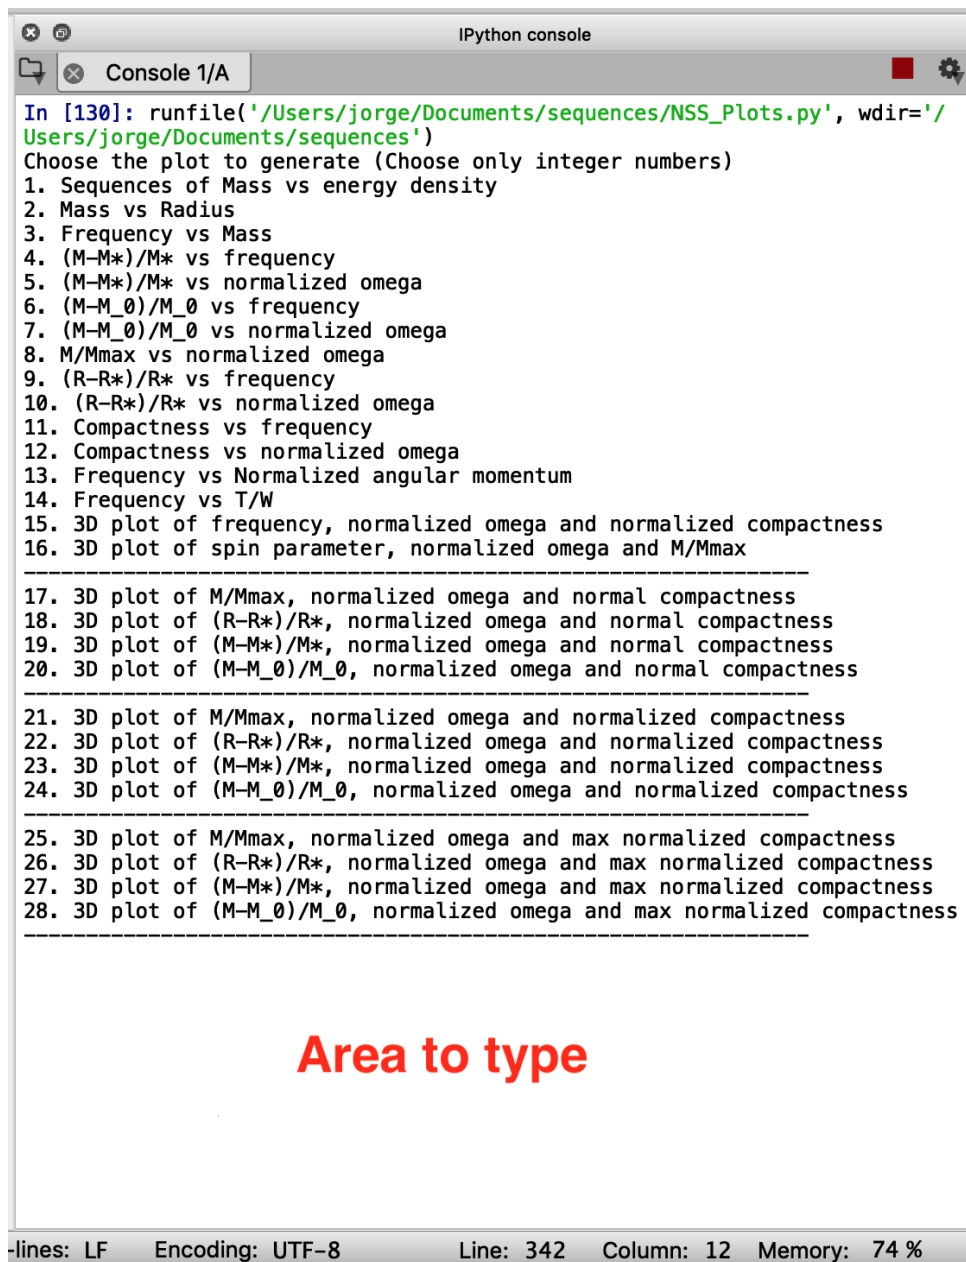 IPython console
Console 1/A
In [130]: runfile('/Users/jorge/Documents/sequences/NSS_Plots.py', wdir='/
Users/jorge/Documents/sequences')
Choose the plot to generate (Choose only integer numbers)
1. Sequences of Mass vs energy density
2. Mass vs Radius
3. Frequency vs Mass
4. (M-M*)/M* vs frequency
5. (M-M*)/M* vs normalized omega
6. (M-M_0)/M_0 vs frequency
7. (M-M_0)/M_0 vs normalized omega
8. M/Mmax vs normalized omega
9. (R-R*)/R* vs frequency
10. (R-R*)/R* vs normalized omega
11. Compactness vs frequency
12. Compactness vs normalized omega
13. Frequency vs Normalized angular momentum
14. Frequency vs T/W
15. 3D plot of frequency, normalized omega and normalized compactness
16. 3D plot of spin parameter, normalized omega and M/Mmax
---------------------------------------------------------------
17. 3D plot of M/Mmax, normalized omega and normal compactness
18. 3D plot of (R-R*)/R*, normalized omega and normal compactness
19. 3D plot of (M-M*)/M*, normalized omega and normal compactness
20. 3D plot of (M-M_0)/M_0, normalized omega and normal compactness
---------------------------------------------------------------
21. 3D plot of M/Mmax, normalized omega and normalized compactness
22. 3D plot of (R-R*)/R*, normalized omega and normalized compactness
23. 3D plot of (M-M*)/M*, normalized omega and normalized compactness
24. 3D plot of (M-M_0)/M_0, normalized omega and normalized compactness
---------------------------------------------------------------
25. 3D plot of M/Mmax, normalized omega and max normalized compactness
26. 3D plot of (R-R*)/R*, normalized omega and max normalized compactness
27. 3D plot of (M-M*)/M*, normalized omega and max normalized compactness
28. 3D plot of (M-M_0)/M_0, normalized omega and max normalized compactness
---------------------------------------------------------------
Area to type
-lines: LF Encoding: UTF-8 Line: 342 Column: 12 Memory: 74 %